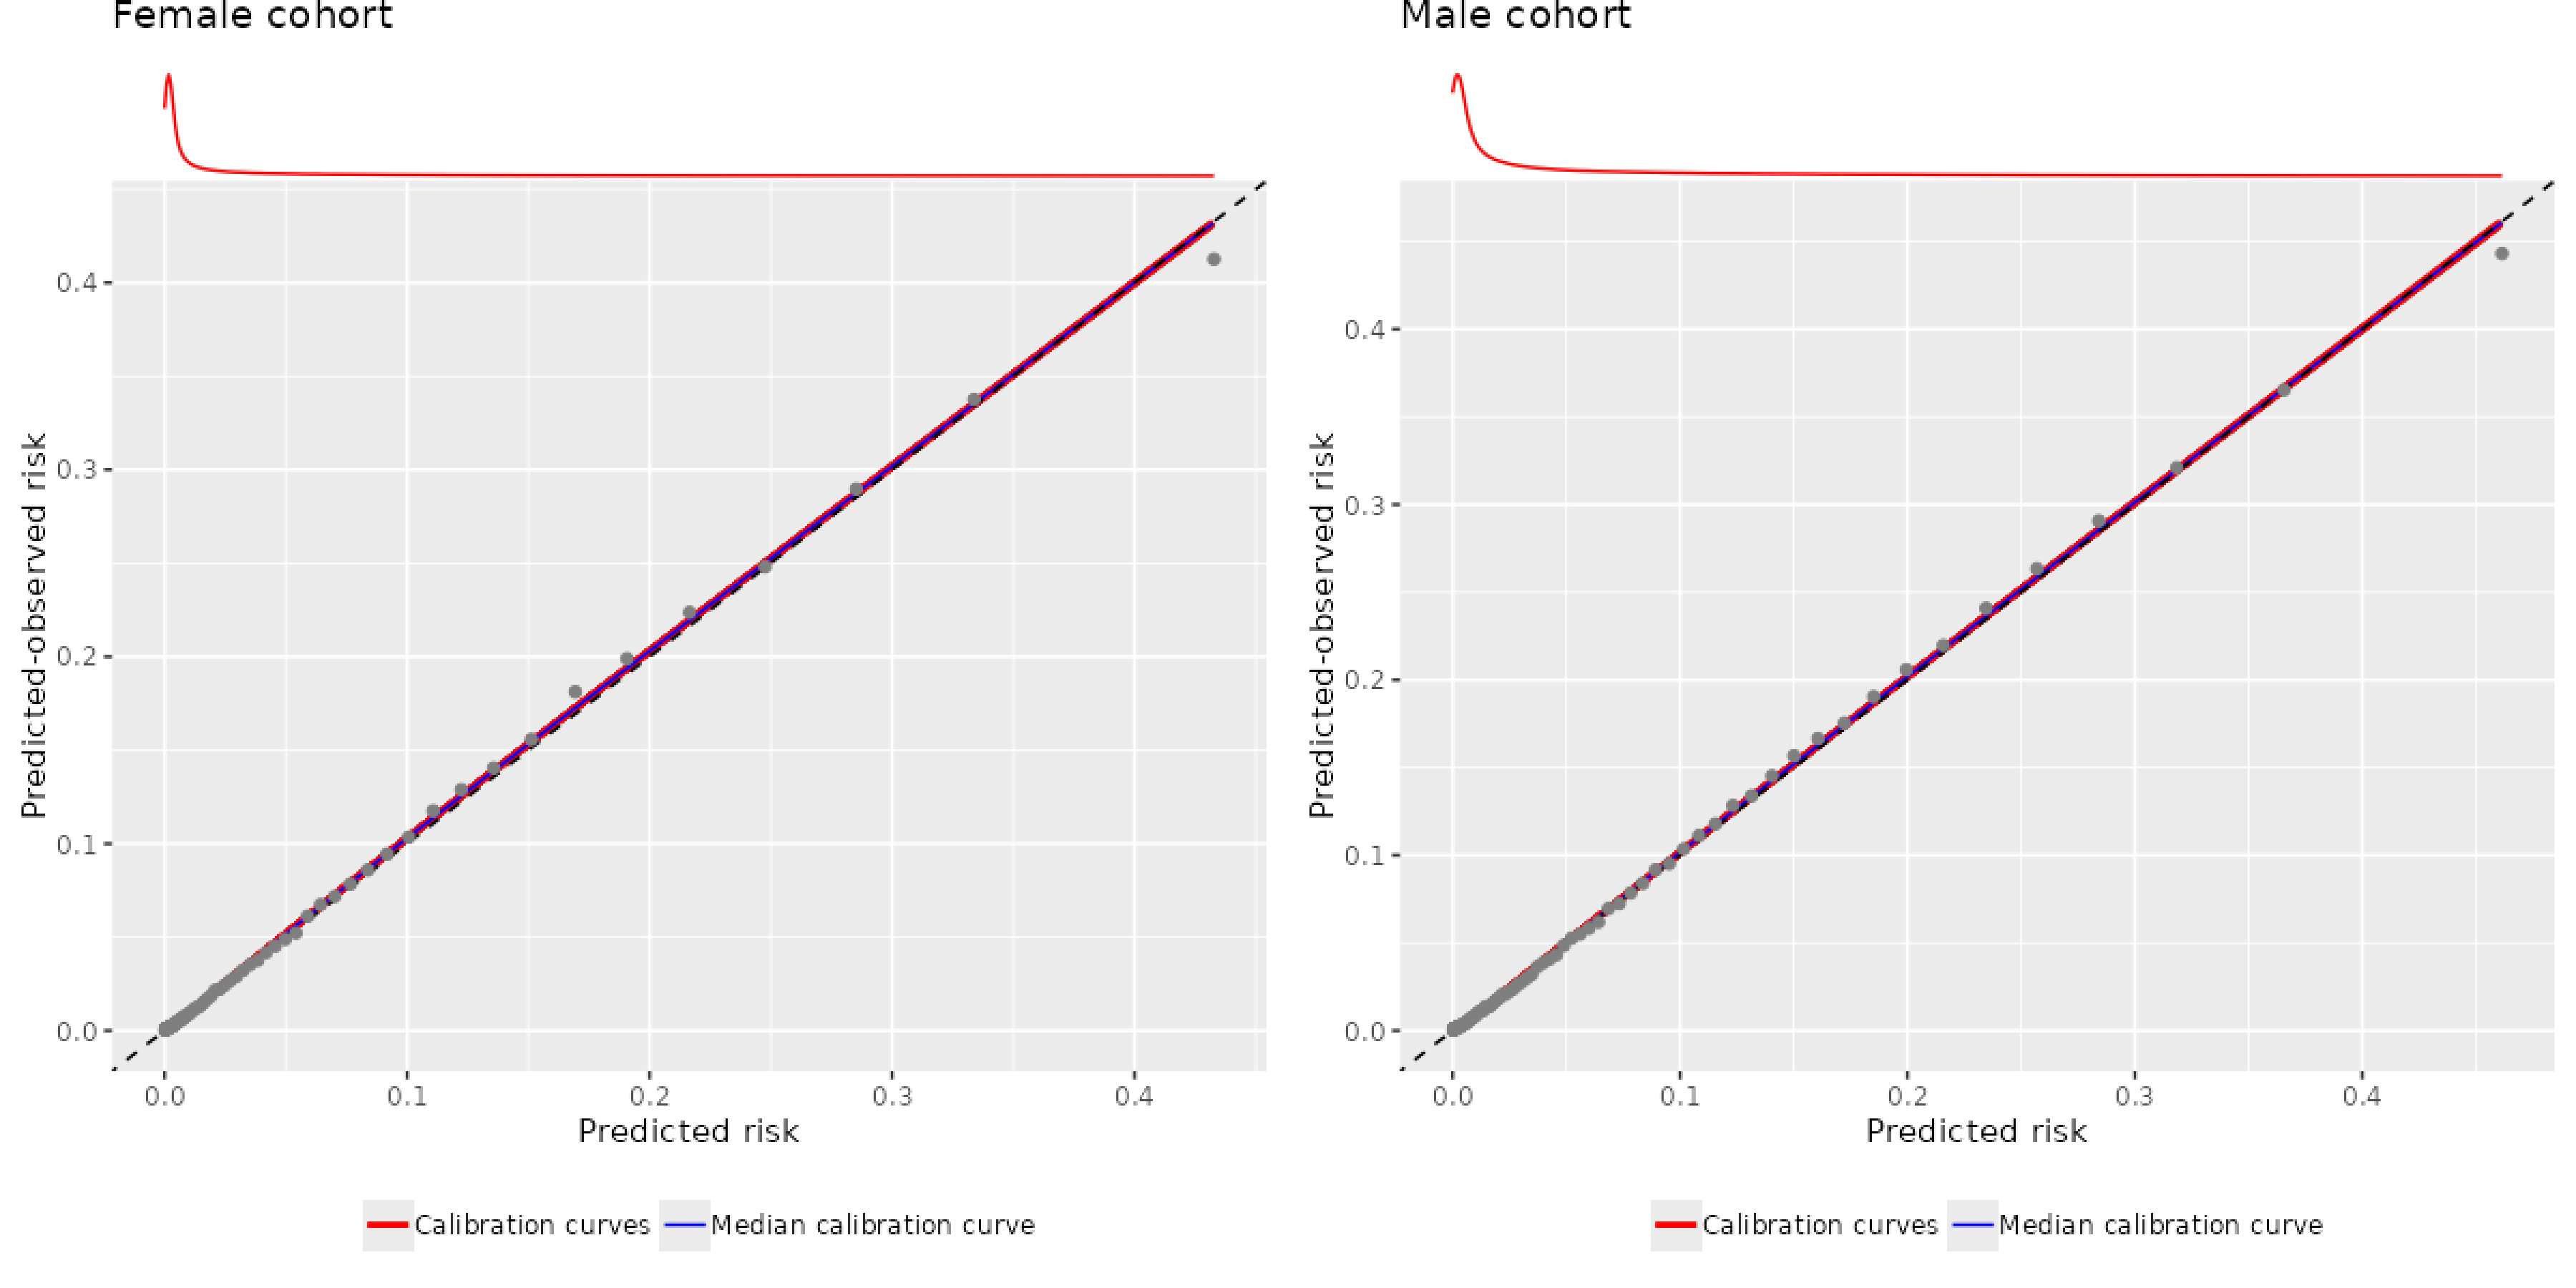 Female cohort
0.4
0.3
0.2
0.1
0.0
Predicted-observed risk
0.0 0.1 0.2 0.3 0.4
Predicted risk
Calibration curves Median calibration curve
Male cohort
0.4
0.3
0.2
0.1
0.0
Predicted-observed risk
0.0 0.1 0.2 0.3 0.4
Predicted risk
Calibration curves Median calibration curve